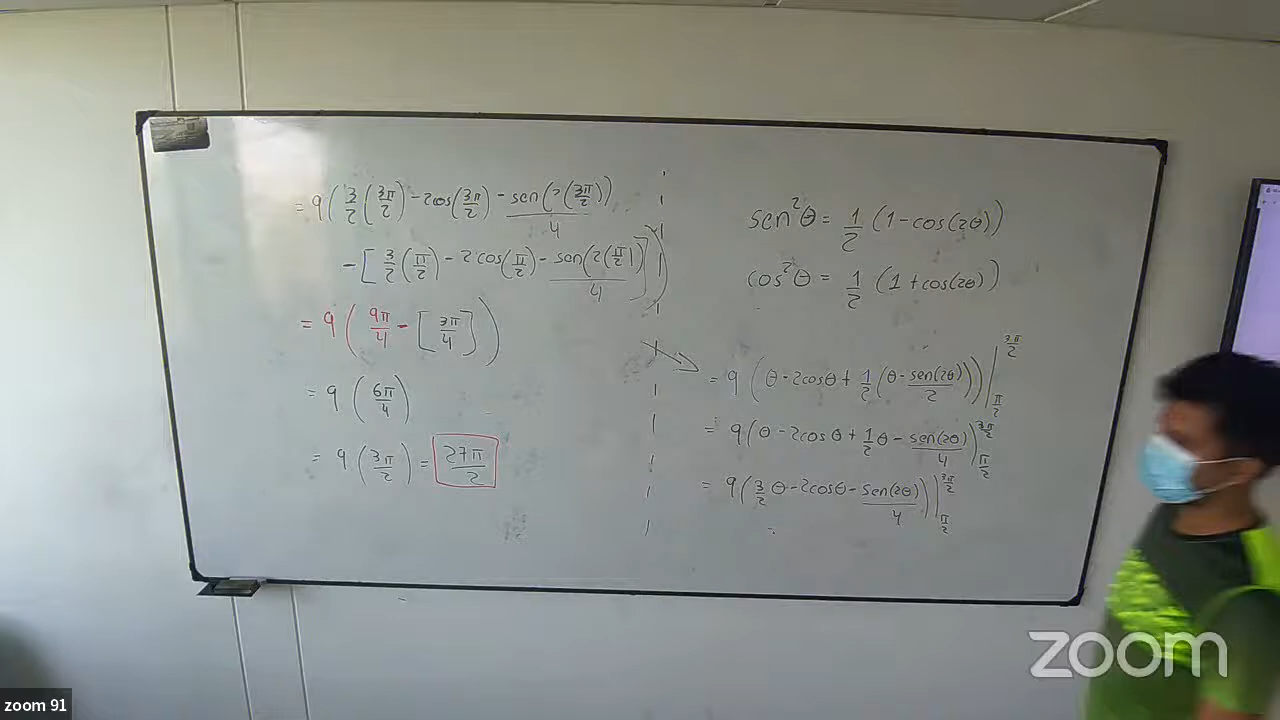 = 9 ( 3/2 ( 3π/2 ) - 2cos( 3π/2 ) - sen( 2( 3π/2 ) )/4
- [ 3/2 ( π/2 ) - 2cos( π/2 ) - sen( 2( π/2 ) )/4 ] )
= 9 ( 9π/4 - [ 3π/4 ] )
= 9 ( 6π/4 )
= 9 ( 3π/2 ) = 27π/2
sen²θ = 1/2 (1 - cos(2θ))
cos²θ = 1/2 (1 + cos(2θ))
= 9 ( θ - 2cosθ + 1/2 ( θ - sen(2θ)/2 ) ) | 3π/2 π/2
= 9 ( θ - 2cosθ + 1/2 θ - sen(2θ)/4 ) 3π/2 π/2
= 9 ( 3/2 θ - 2cosθ - sen(2θ)/4 ) | 3π/2 π/2
zoom
zoom 91